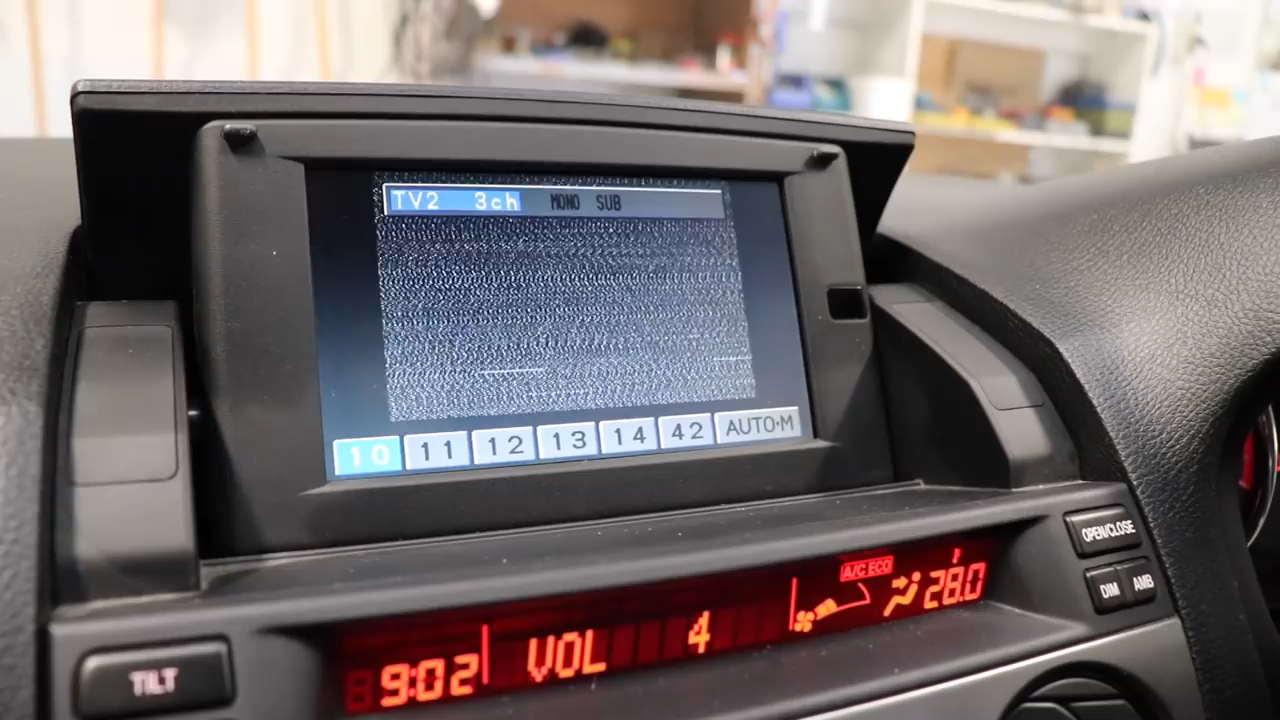 TV2 3ch MONO SUB
10 11 12 13 14 42 AUTO•M
OPEN/CLOSE
DIM AMB
A/C ECO
9:02 VOL 4 28.0
TILT